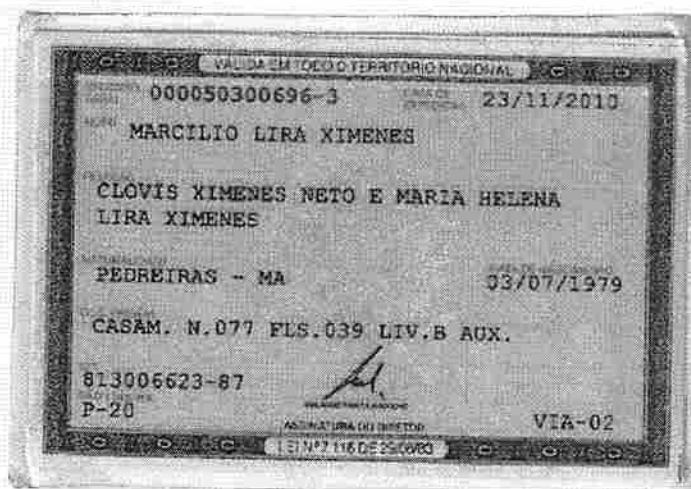 VÁLIDA EM TODO O TERRITÓRIO NACIONAL
000050300696-3 23/11/2010
MARCILIO LIRA XIMENES
CLOVIS XIMENES NETO E MARIA HELENA
LIRA XIMENES
PEDREIRAS - MA 03/07/1979
CASAM. N.077 FLS.039 LIV.B AUX.
813006623-87
P-20
ASSINATURA DO DIRETOR VIA-02
LEI Nº 7.116 DE 29/08/83